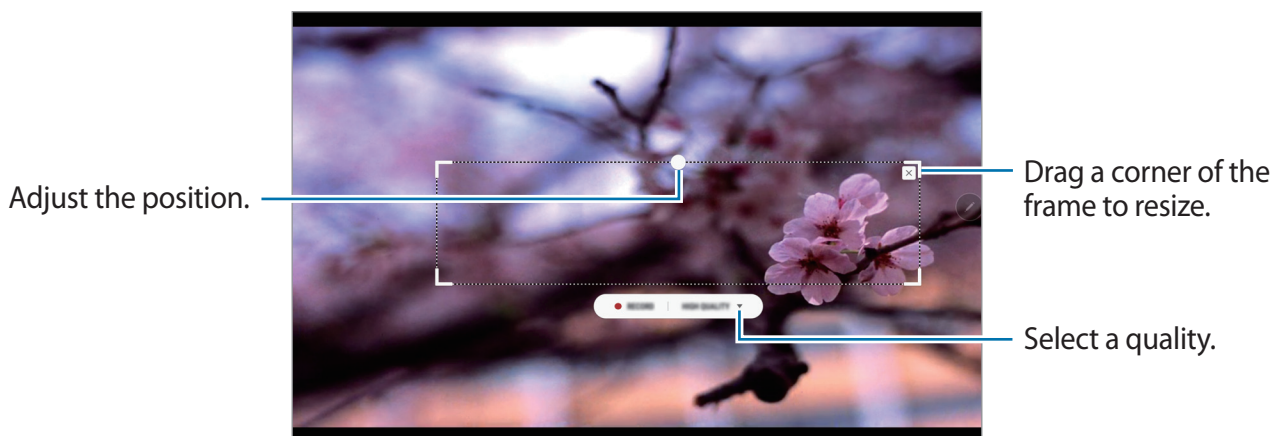 Adjust the position.
Drag a corner of the
frame to resize.
RECORD HIGH QUALITY
Select a quality.